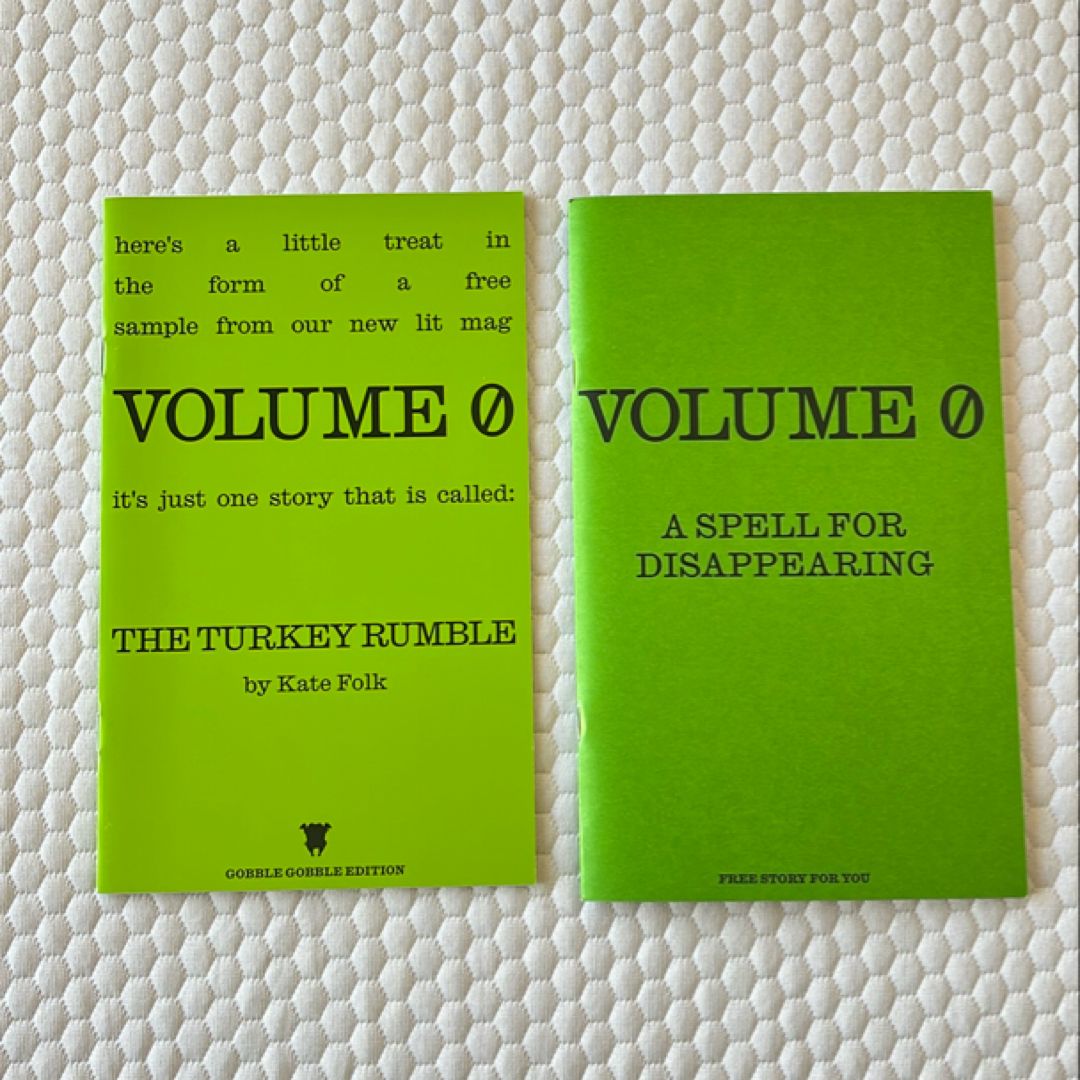 here's a little treat in
the form of a free
sample from our new lit mag
VOLUME 0
it's just one story that is called:
THE TURKEY RUMBLE
by Kate Folk
GOBBLE GOBBLE EDITION
VOLUME 0
A SPELL FOR
DISAPPEARING
FREE STORY FOR YOU